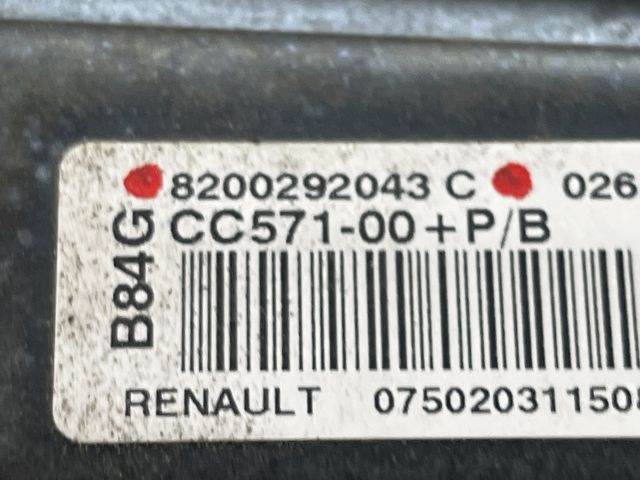 8200292043 C 026
CC571-00+P/B
B84G
RENAULT 075020311508